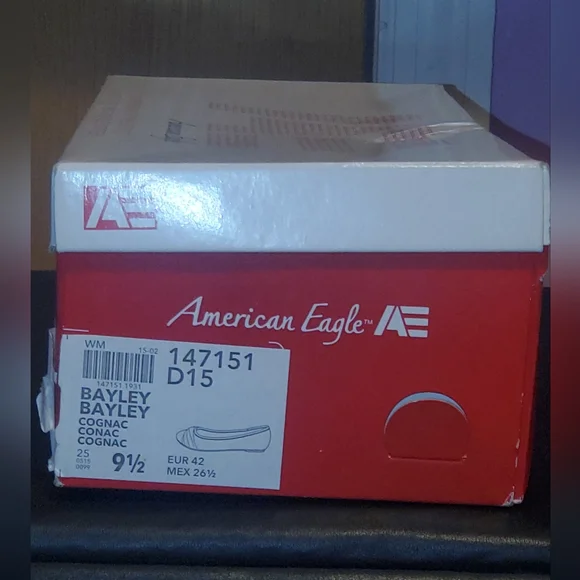 AE
American Eagle™ AE
WM 15-02
147151 1931
147151
D15
BAYLEY
BAYLEY
COGNAC
CONAC
COGNAC
25
9½
EUR 42
MEX 26½